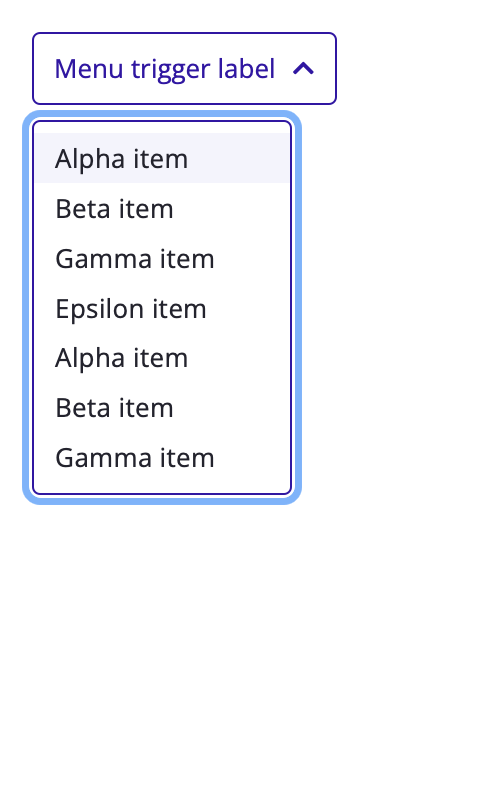 Menu trigger label
Alpha item
Beta item
Gamma item
Epsilon item
Alpha item
Beta item
Gamma item